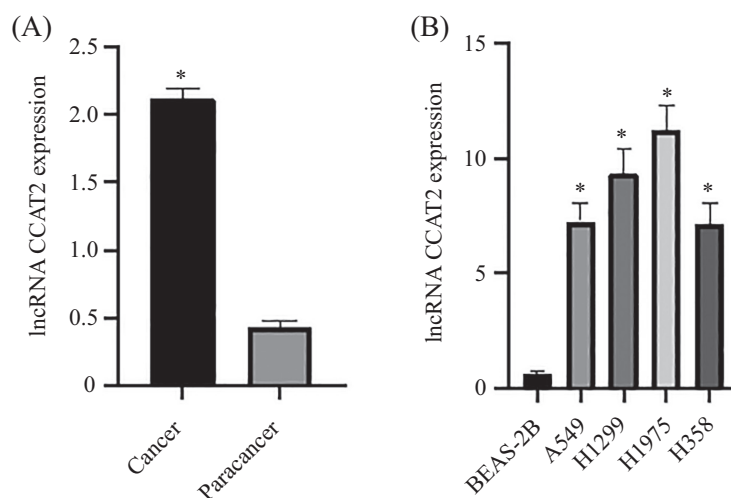 (A)
lncRNA CCAT2 expression
2.5
2.0
1.5
1.0
0.5
0
*
Cancer
Paracancer
(B)
lncRNA CCAT2 expression
15
10
5
0
*
*
*
*
BEAS-2B
A549
H1299
H1975
H358